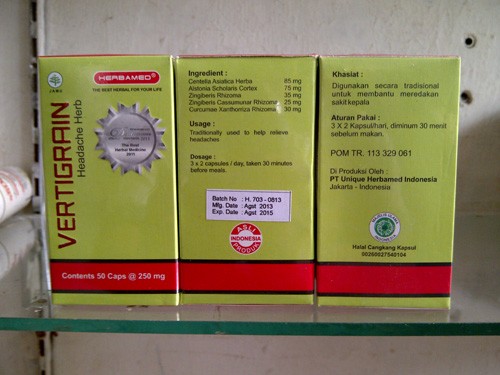 JAMU
HERBAMED®
THE BEST HERBAL FOR YOUR LIFE
VERTIGRAIN
Headache Herb
The Best
Herbal Medicine
2011
Contents 50 Caps @ 250 mg
Ingredient :
Centella Asiatica Herba 85 mg
Alstonia Scholaris Cortex 75 mg
Zingiberis Rhizoma 35 mg
Zingiberis Cassumunar Rhizoma 25 mg
Curcumae Xanthorriza Rhizoma 30 mg
Usage :
Traditionally used to help relieve
headaches
Dosage :
3 x 2 capsules / day, taken 30 minutes
before meals.
Batch No : H. 703 - 0813
Mfg. Date : Agst 2013
Exp. Date : Agst 2015
ASLI
INDONESIA
PRODUK
Khasiat :
Digunakan secara tradisional
untuk membantu meredakan
sakit kepala
Aturan Pakai :
3 X 2 Kapsul/hari, diminum 30 menit
sebelum makan.
POM TR. 113 329 061
Di Produksi Oleh :
PT Unique Herbamed Indonesia
Jakarta - Indonesia
Halal Cangkang Kapsul
00260027540104